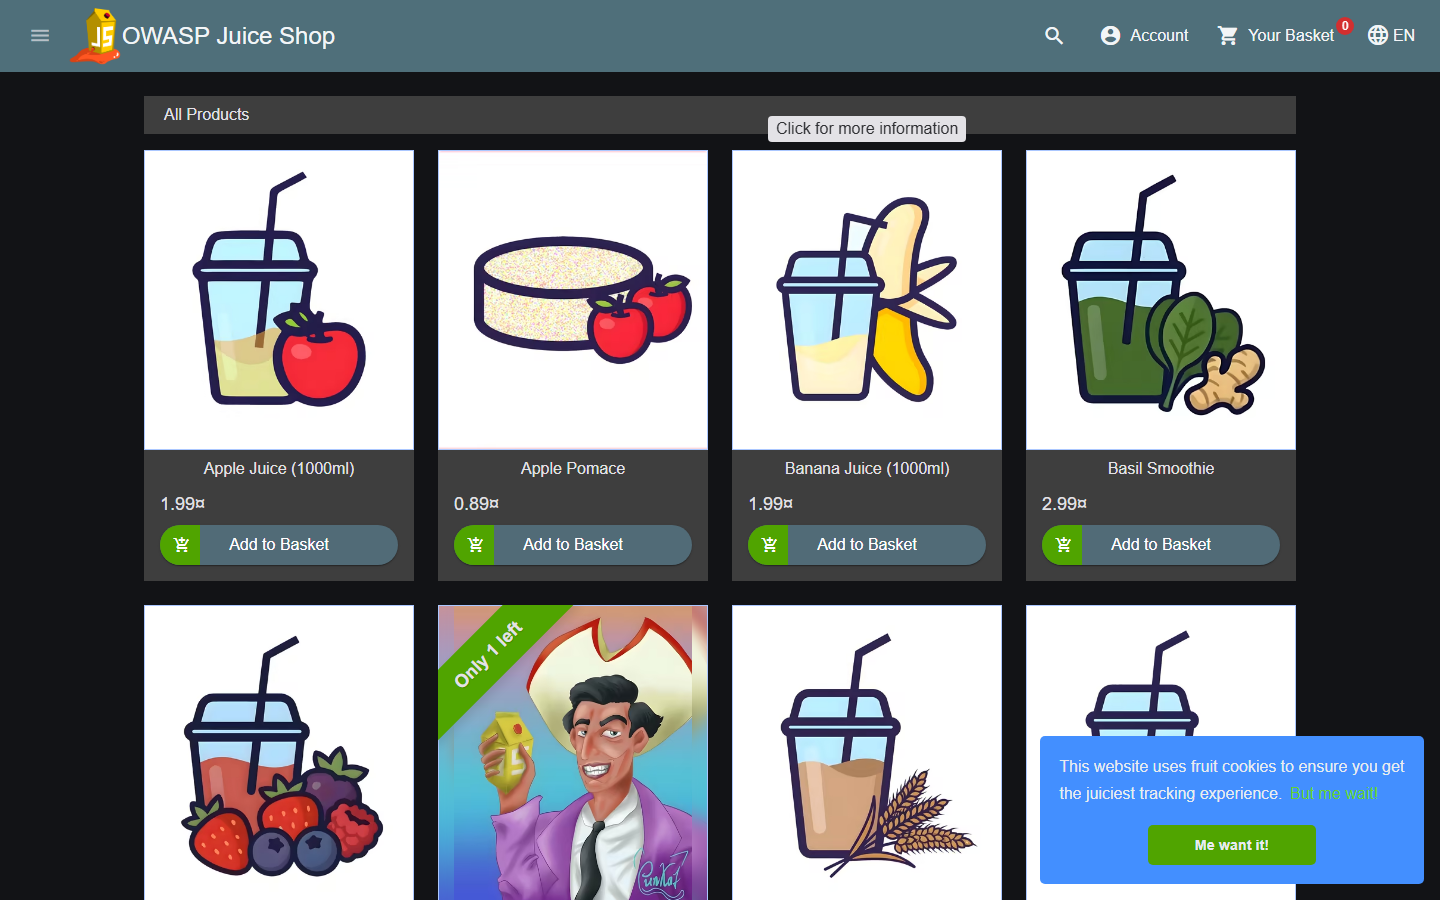 OWASP Juice Shop
Account
Your Basket
0
EN
All Products
Click for more information
Apple Juice (1000ml)
1.99¤
Add to Basket
Apple Pomace
0.89¤
Add to Basket
Banana Juice (1000ml)
1.99¤
Add to Basket
Basil Smoothie
2.99¤
Add to Basket
Only 1 left
JS
This website uses fruit cookies to ensure you get
the juiciest tracking experience. But me wait!
Me want it!